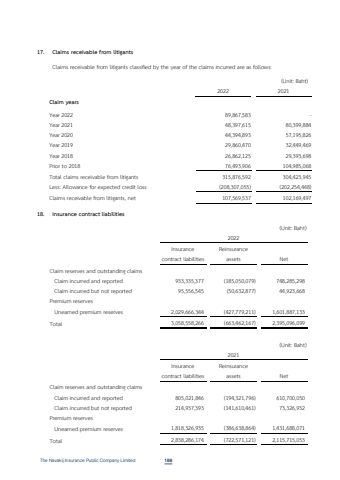 17. Claims receivable from litigants
Claims receivable from litigants classified by the year of the claims incurred are as follows:
(Unit: Baht)
2022 2021
Claim years
Year 2022 89,867,583 -
Year 2021 48,397,615 80,399,884
Year 2020 44,394,893 57,195,826
Year 2019 29,860,470 32,449,469
Year 2018 26,862,125 29,393,698
Prior to 2018 76,493,906 104,985,068
Total claims receivable from litigants 315,876,592 304,423,945
Less: Allowance for expected credit loss (208,307,055) (202,254,448)
Claims receivable from litigants, net 107,569,537 102,169,497
18. Insurance contract liabilities
(Unit: Baht)
2022
Insurance Reinsurance
contract liabilities assets Net
Claim reserves and outstanding claims
Claim incurred and reported 933,335,377 (185,050,079) 748,285,298
Claim incurred but not reported 95,556,545 (50,632,877) 44,923,668
Premium reserves
Unearned premium reserves 2,029,666,344 (427,779,211) 1,601,887,133
Total 3,058,558,266 (663,462,167) 2,395,096,099
(Unit: Baht)
2021
Insurance Reinsurance
contract liabilities assets Net
Claim reserves and outstanding claims
Claim incurred and reported 805,021,846 (194,321,796) 610,700,050
Claim incurred but not reported 214,937,393 (141,610,461) 73,326,932
Premium reserves
Unearned premium reserves 1,818,326,935 (386,638,864) 1,431,688,071
Total 2,838,286,174 (722,571,121) 2,115,715,053
The Navakij Insurance Public Company Limited 188